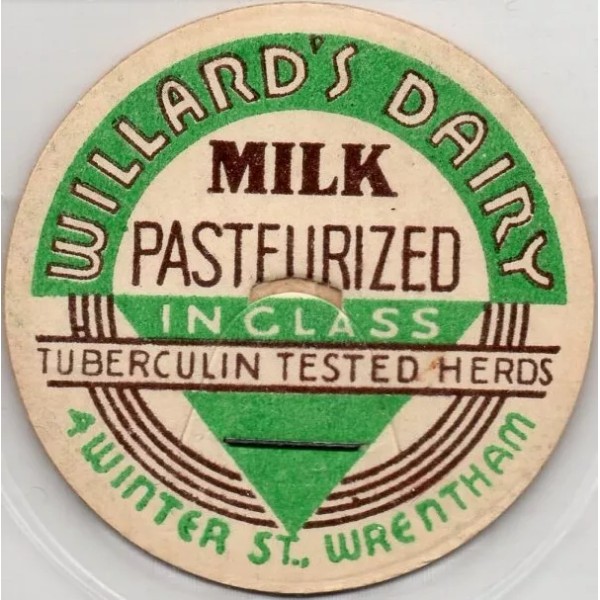 WILLARD'S DAIRY
MILK
PASTEURIZED
IN GLASS
TUBERCULIN TESTED HERDS
4 WINTER ST., WRENTHAM